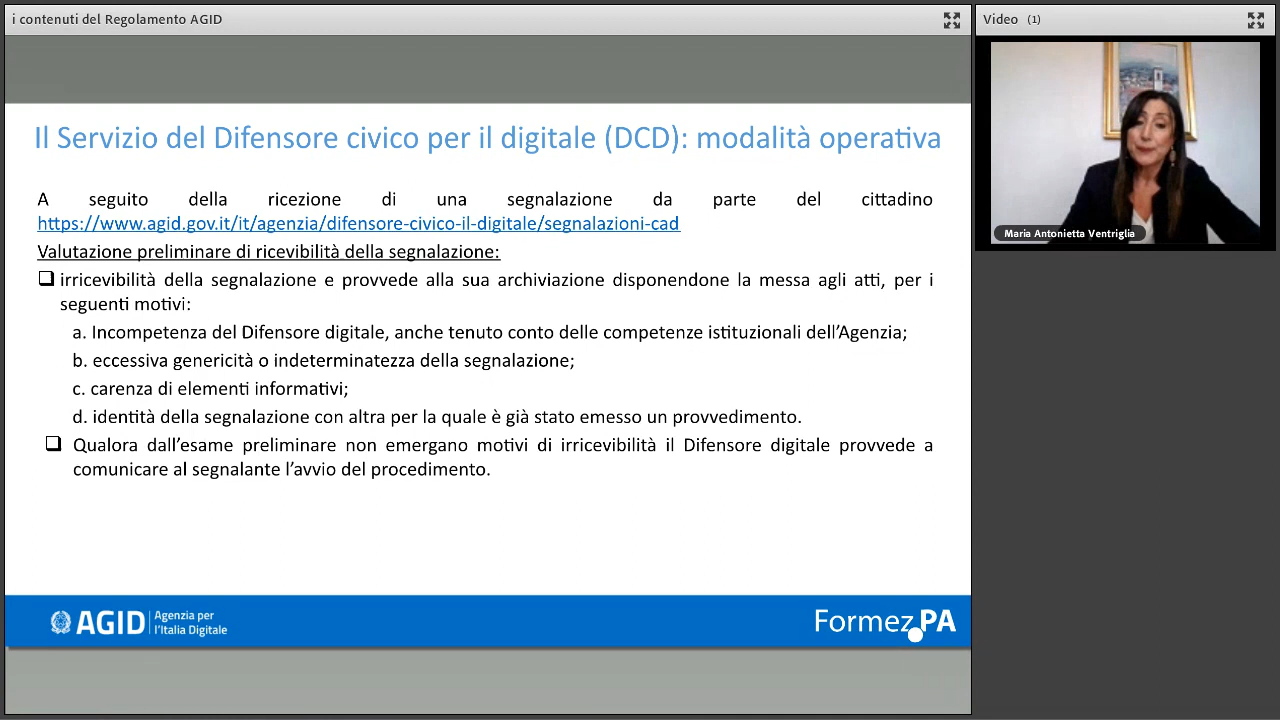 i contenuti del Regolamento AGID
Video (1)
Il Servizio del Difensore civico per il digitale (DCD): modalità operativa
A seguito della ricezione di una segnalazione da parte del cittadino
https://www.agid.gov.it/it/agenzia/difensore-civico-il-digitale/segnalazioni-cad
Valutazione preliminare di ricevibilità della segnalazione:
irricevibilità della segnalazione e provvede alla sua archiviazione disponendone la messa agli atti, per i
seguenti motivi:
a. Incompetenza del Difensore digitale, anche tenuto conto delle competenze istituzionali dell'Agenzia;
b. eccessiva genericità o indeterminatezza della segnalazione;
c. carenza di elementi informativi;
d. identità della segnalazione con altra per la quale è già stato emesso un provvedimento.
Qualora dall'esame preliminare non emergano motivi di irricevibilità il Difensore digitale provvede a
comunicare al segnalante l'avvio del procedimento.
AGID Agenzia per
l'Italia Digitale
Formez PA
Maria Antonietta Ventriglia